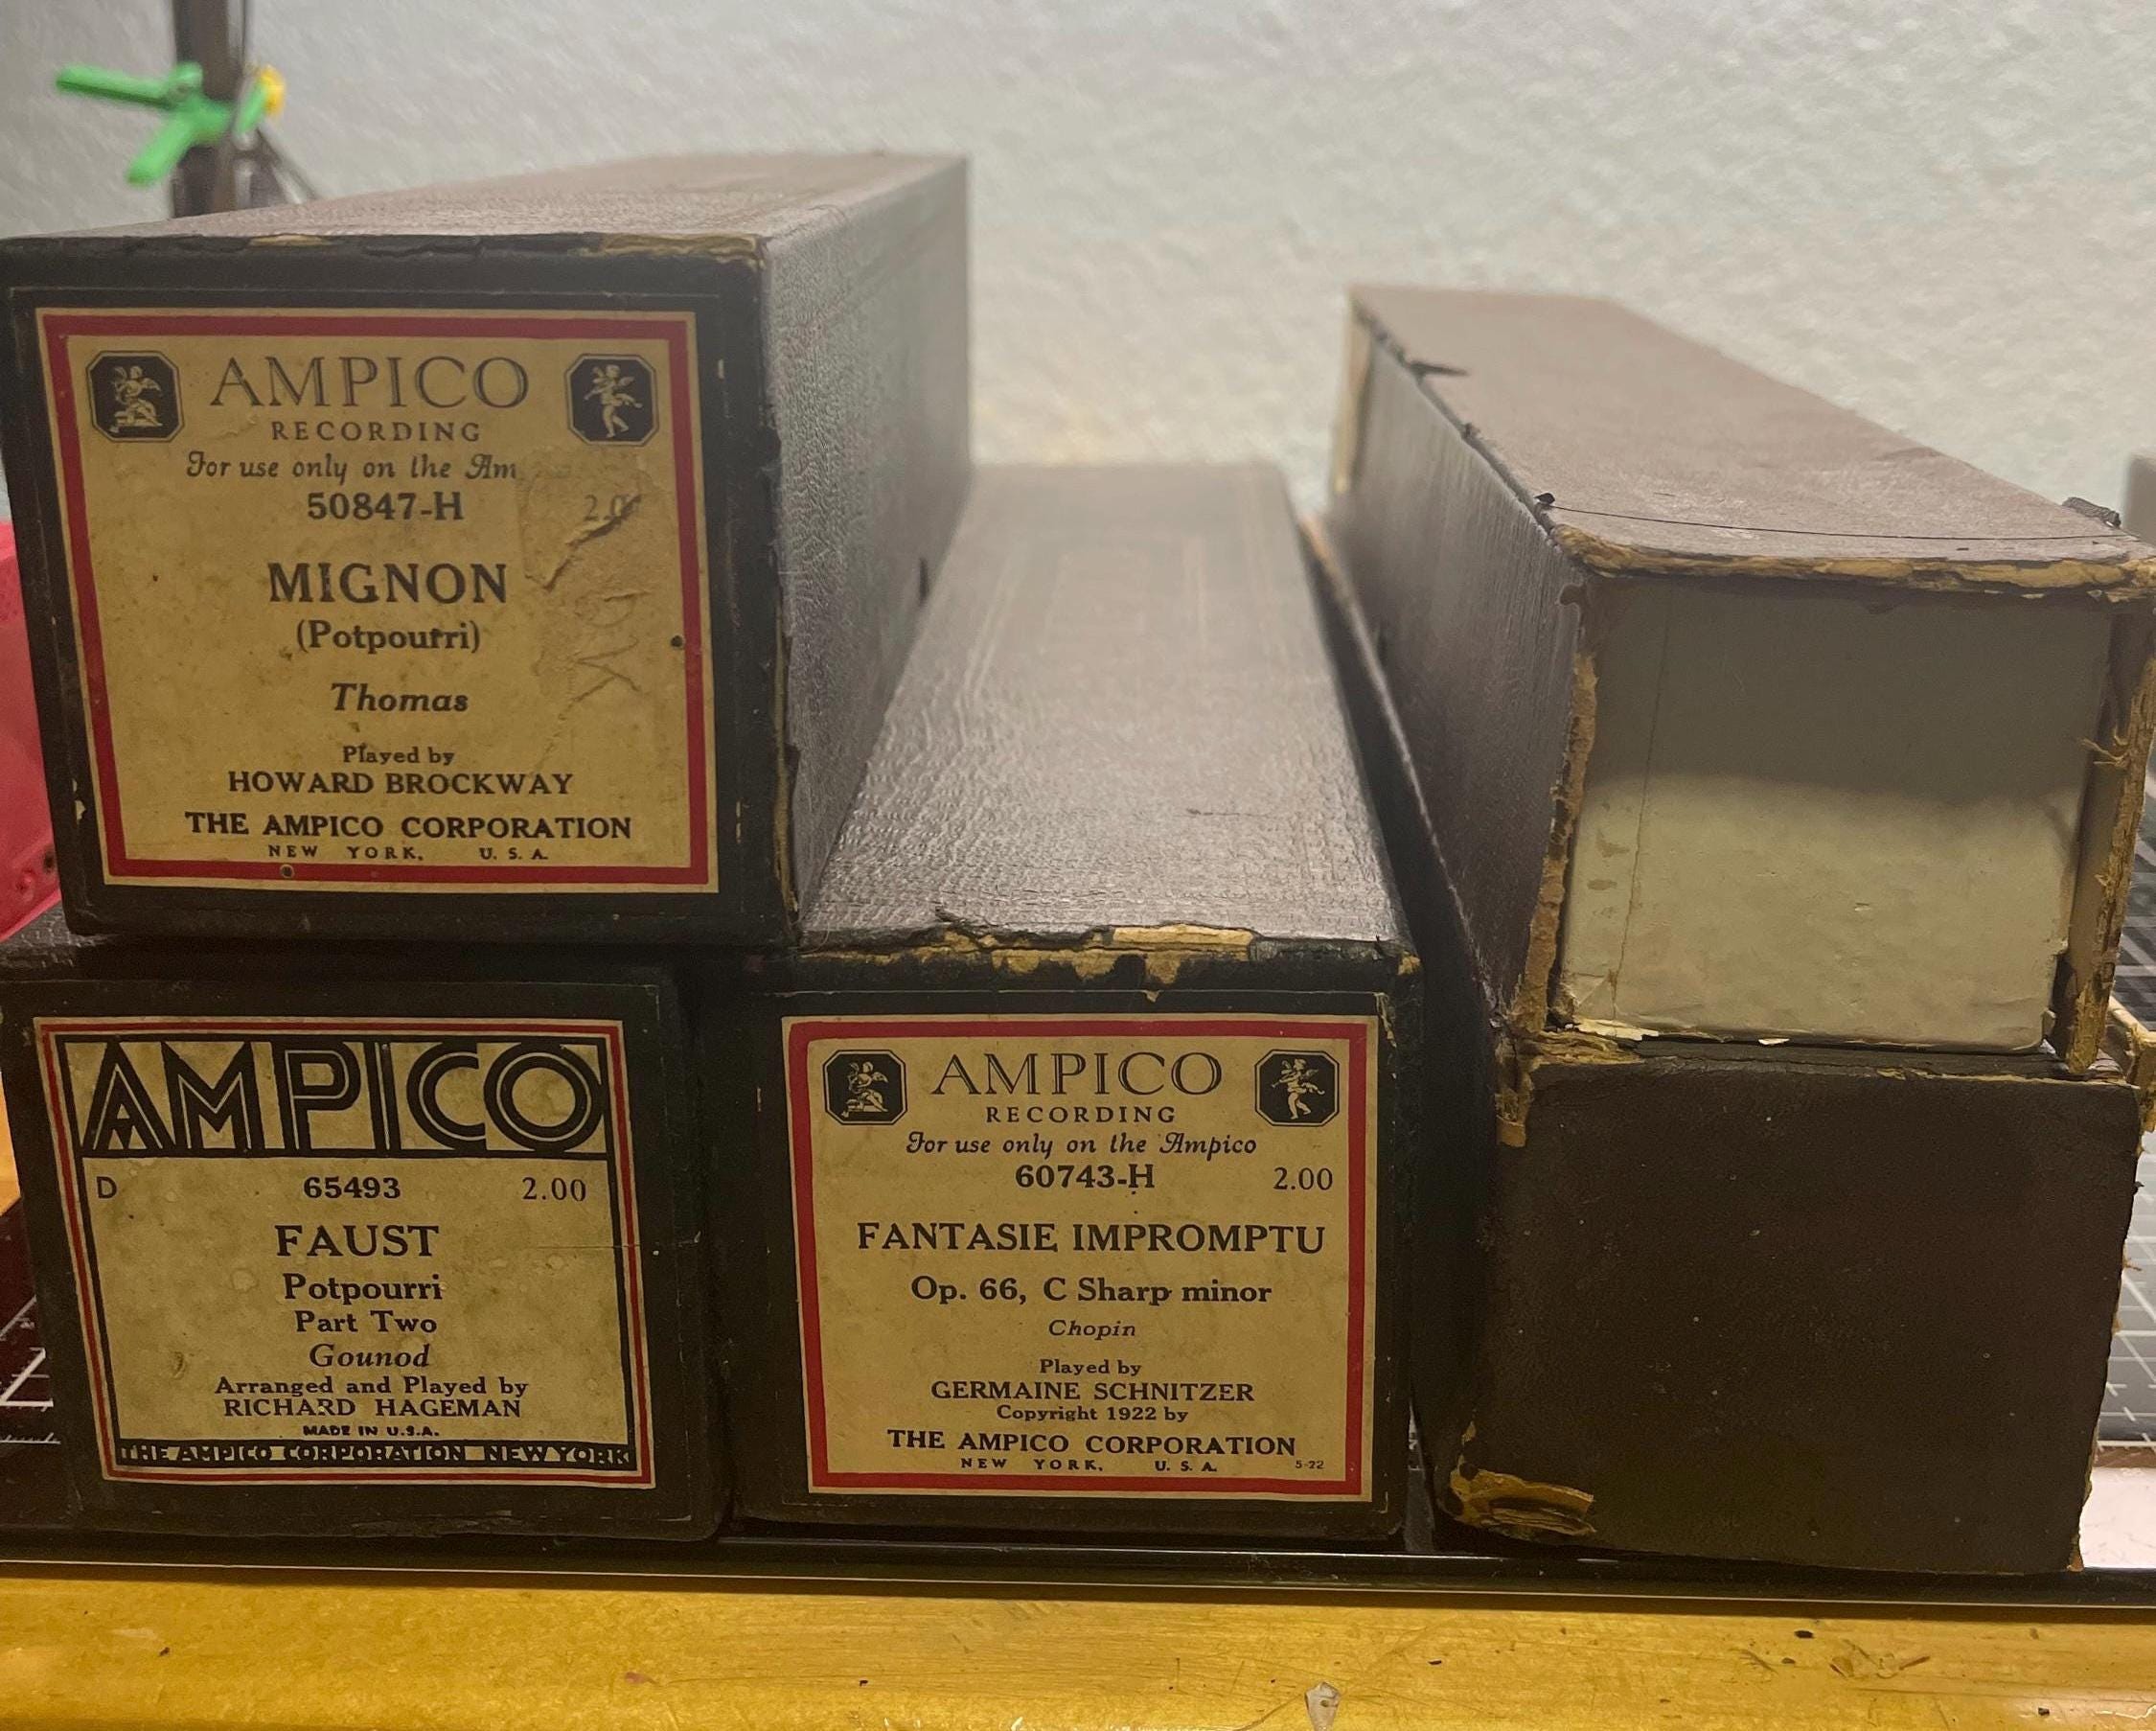 AMPICO
RECORDING
For use only on the Am
50847-H 2.0
MIGNON
(Potpourri)
Thomas
Played by
HOWARD BROCKWAY
THE AMPICO CORPORATION
NEW YORK, U. S. A.
AMPICO
D 65493 2.00
FAUST
Potpourri
Part Two
Gounod
Arranged and Played by
RICHARD HAGEMAN
MADE IN U.S.A.
THE AMPICO CORPORATION NEW YORK
AMPICO
RECORDING
For use only on the Ampico
60743-H 2.00
FANTASIE IMPROMPTU
Op. 66, C Sharp minor
Chopin
Played by
GERMAINE SCHNITZER
Copyright 1922 by
THE AMPICO CORPORATION
NEW YORK, U. S. A. 5-22